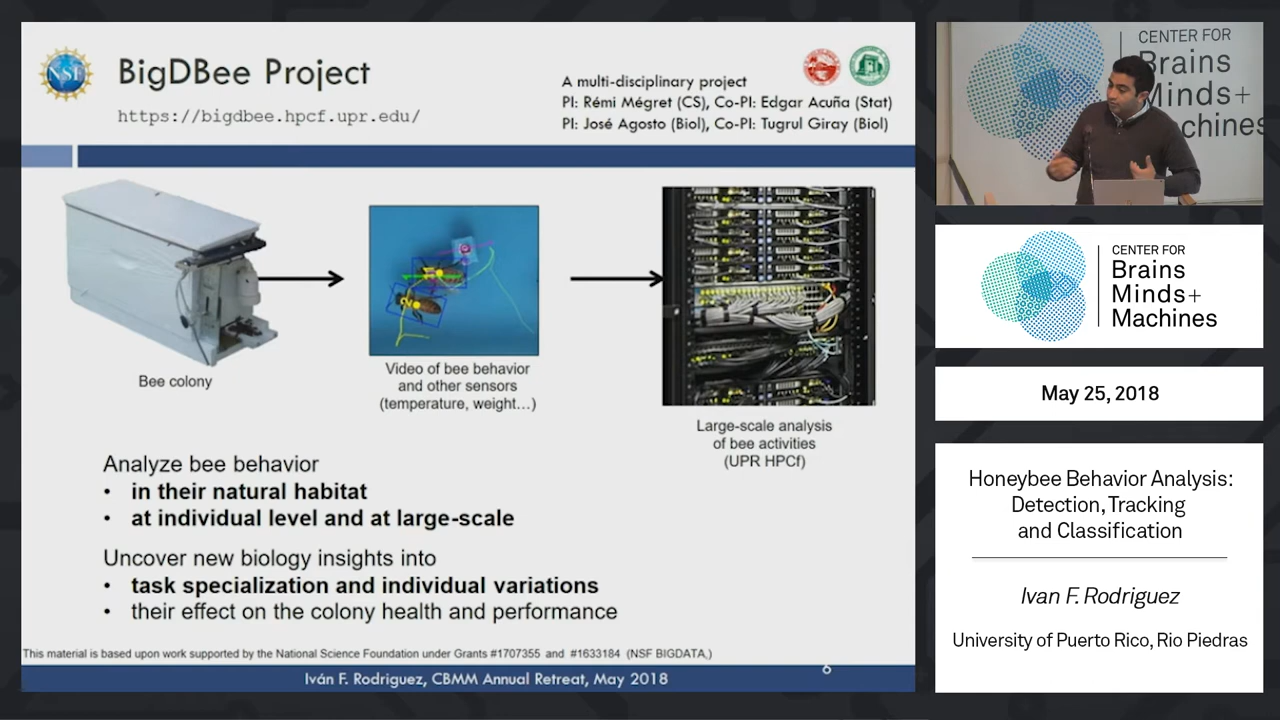 NSF
BigDBee Project
https://bigdbee.hpcf.upr.edu/
A multi-disciplinary project
PI: Rémi Mégret (CS), Co-PI: Edgar Acuña (Stat)
PI: José Agosto (Biol), Co-PI: Tugrul Giray (Biol)
Bee colony
Video of bee behavior
and other sensors
(temperature, weight...)
Large-scale analysis
of bee activities
(UPR HPCf)
Analyze bee behavior
• in their natural habitat
• at individual level and at large-scale
Uncover new biology insights into
• task specialization and individual variations
• their effect on the colony health and performance
This material is based upon work supported by the National Science Foundation under Grants #1707355 and #1633184 (NSF BIGDATA,)
Iván F. Rodriguez, CBMM Annual Retreat, May 2018
6
CENTER FOR
Brains
Minds+
Machines
CENTER FOR
Brains
Minds+
Machines
May 25, 2018
Honeybee Behavior Analysis:
Detection, Tracking
and Classification
Ivan F. Rodriguez
University of Puerto Rico, Rio Piedras